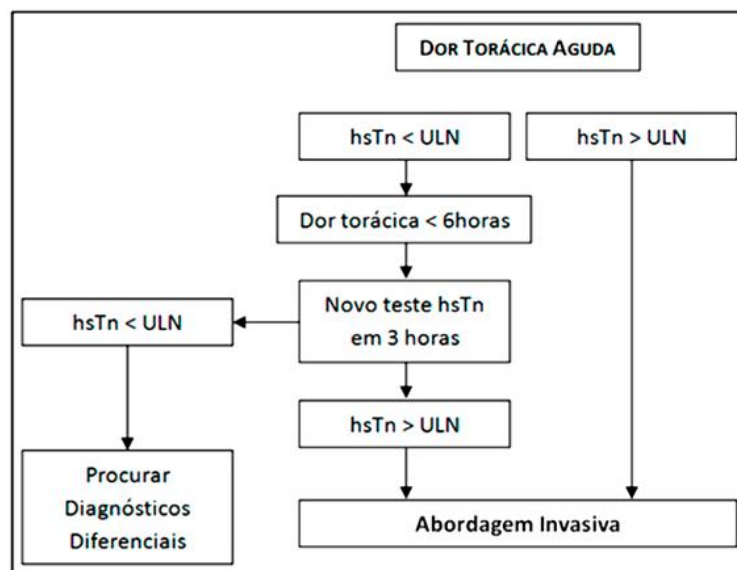 DOR TORÁCICA AGUDA
hsTn < ULN
hsTn > ULN
Dor torácica < 6horas
Novo teste hsTn
em 3 horas
hsTn < ULN
hsTn > ULN
Procurar
Diagnósticos
Diferenciais
Abordagem Invasiva